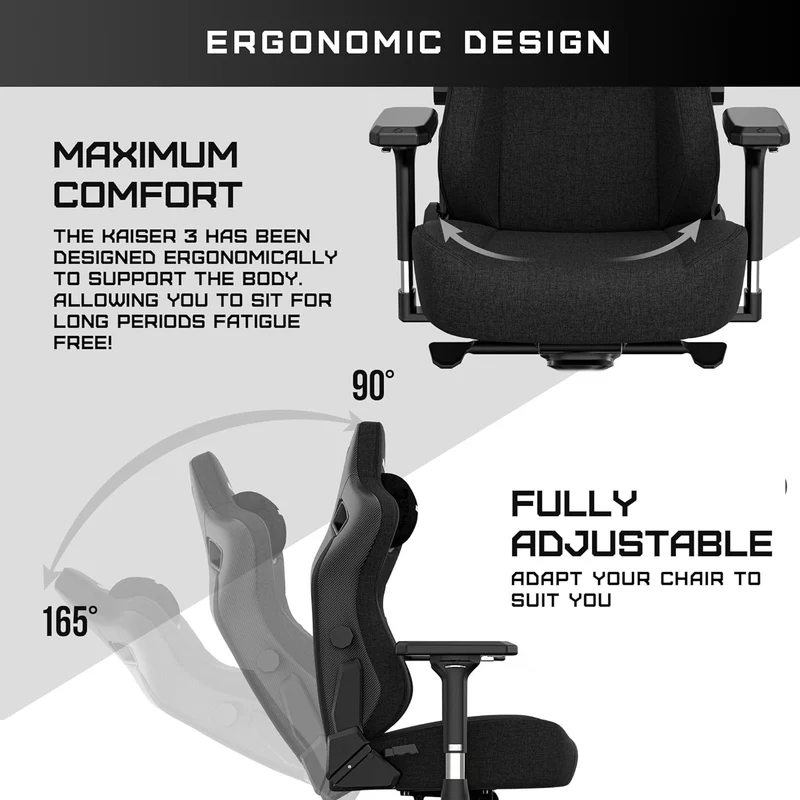 ERGONOMIC DESIGN
MAXIMUM
COMFORT
THE KAISER 3 HAS BEEN
DESIGNED ERGONOMICALLY
TO SUPPORT THE BODY.
ALLOWING YOU TO SIT FOR
LONG PERIODS FATIGUE
FREE!
90°
165°
FULLY
ADJUSTABLE
ADAPT YOUR CHAIR TO
SUIT YOU